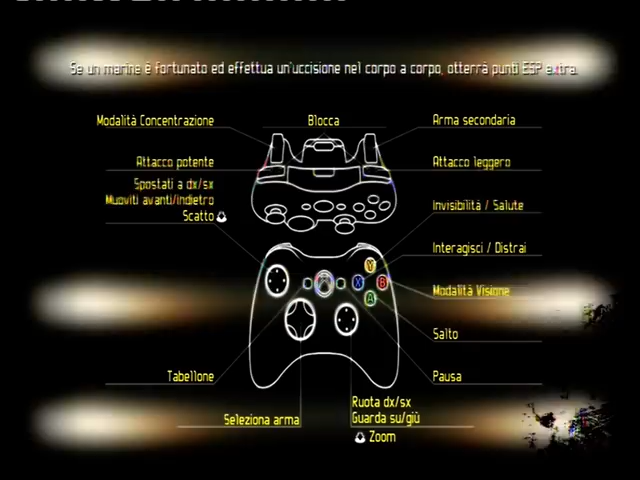 Se un marine è fortunato ed effettua un'uccisione nel corpo a corpo, otterrà punti ESP extra.
Modalità Concentrazione
Blocca
Arma secondaria
Attacco potente
Attacco leggero
Spostati a dx/sx
Muoviti avanti/indietro
Scatto
Invisibilità / Salute
Interagisci / Distrai
Y
X
B
A
Modalità Visione
Salto
Tabellone
Pausa
Seleziona arma
Ruota dx/sx
Guarda su/giù
Zoom